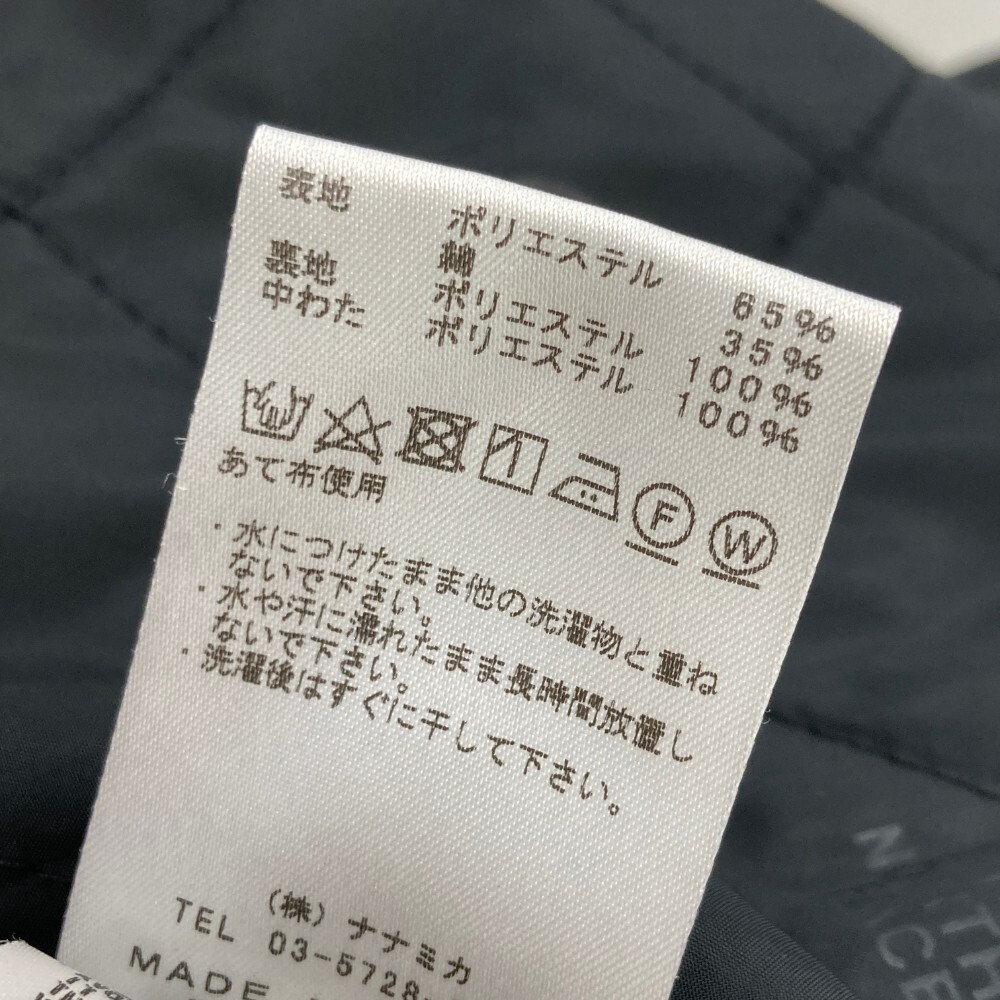 表地 ポリエステル 65%
綿 35%
裏地 ポリエステル 100%
中わた ポリエステル 100%
F W
あて布使用
・水につけたまま他の洗濯物と重ね
ないで下さい。
・水や汗に濡れたまま長時間放置し
ないで下さい。
・洗濯後はすぐに干して下さい。
(株)ナナミカ
TEL 03-5728
MADE